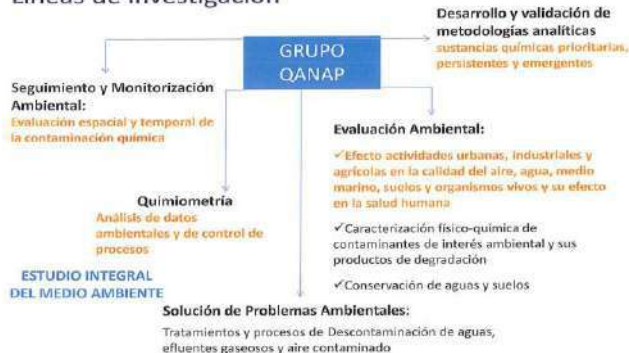 Líneas de Investigación
GRUPO
QANAP
Desarrollo y validación de
metodologías analíticas
sustancias químicas prioritarias,
persistentes y emergentes
Seguimiento y Monitorización
Ambiental:
Evaluación espacial y temporal de
la contaminación química
Evaluación Ambiental:
✓Efecto actividades urbanas, industriales y
agrícolas en la calidad del aire, agua, medio
marino, suelos y organismos vivos y su efecto
en la salud humana
✓Caracterización físico-química de
contaminantes de interés ambiental y sus
productos de degradación
✓Conservación de aguas y suelos
Quimiometría
Análisis de datos
ambientales y de control de
procesos
ESTUDIO INTEGRAL
DEL MEDIO AMBIENTE
Solución de Problemas Ambientales:
Tratamientos y procesos de Descontaminación de aguas,
efluentes gaseosos y aire contaminado